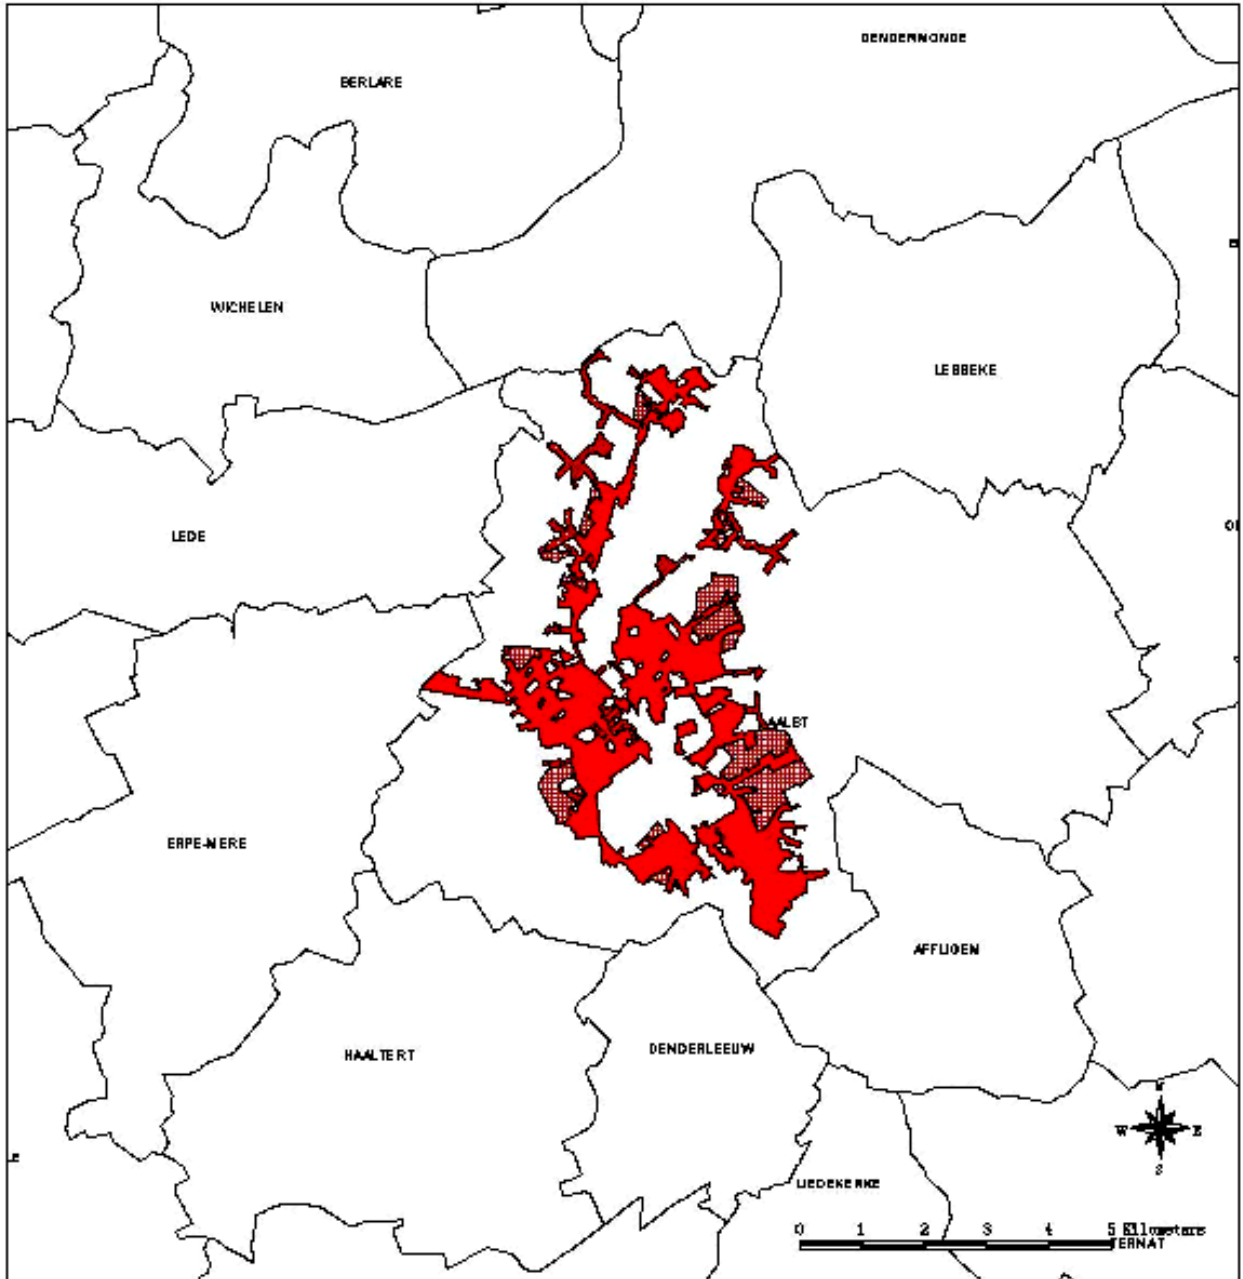 DENDERMONDE
BERLARE
WICHELEN
LEBBEKE
LEDE
AALST
ERPE-MERE
AFFLIGEM
HAALTERT
DENDERLEEUW
N
W E
S
LIEDEKERKE
0 1 2 3 4 5 Kilometers
TERNAT